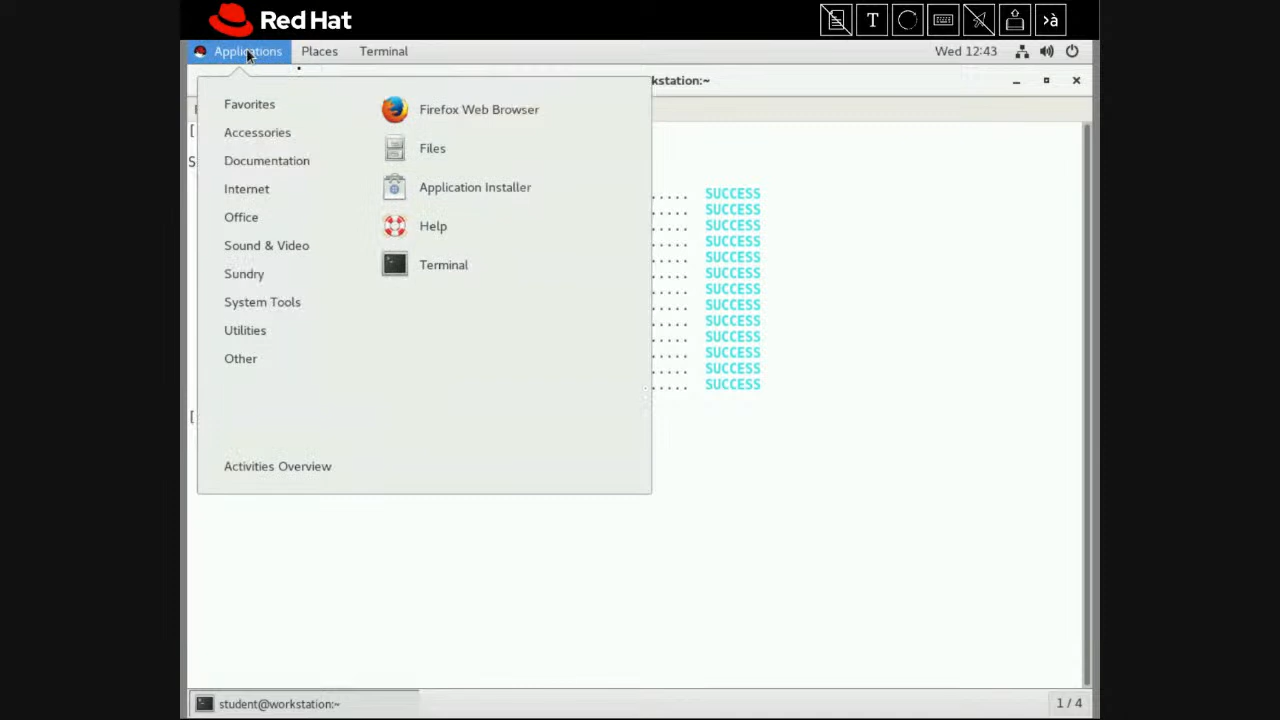 Red Hat
T
>à
Applications Places Terminal Wed 12:43
kstation:~
Favorites
Accessories
Documentation
Internet
Office
Sound & Video
Sundry
System Tools
Utilities
Other
Activities Overview
Firefox Web Browser
Files
Application Installer
Help
Terminal
[
S
..... SUCCESS
..... SUCCESS
..... SUCCESS
..... SUCCESS
..... SUCCESS
..... SUCCESS
..... SUCCESS
..... SUCCESS
..... SUCCESS
..... SUCCESS
..... SUCCESS
..... SUCCESS
..... SUCCESS
[
student@workstation:~
1 / 4